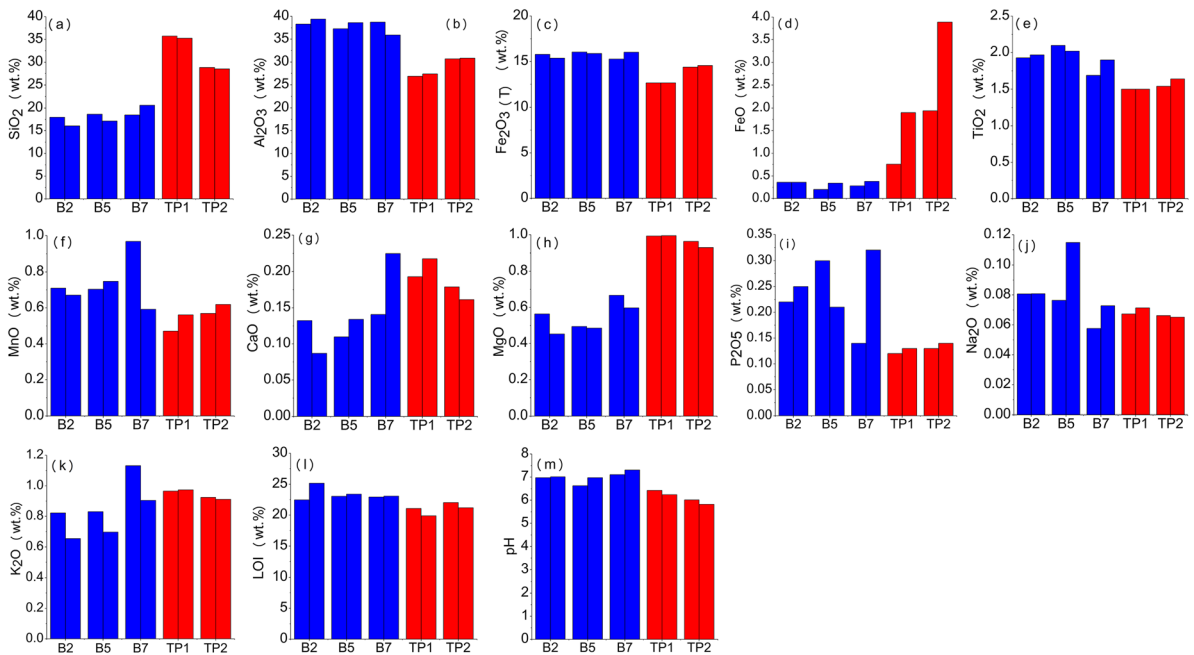 (a)
SiO2 (wt.%)
40
35
30
25
20
15
10
5
0
B2 B5 B7 TP1 TP2
(b)
Al2O3 (wt.%)
40
35
30
25
20
15
10
5
0
B2 B5 B7 TP1 TP2
(c)
Fe2O3(T) (wt.%)
20
15
10
5
0
B2 B5 B7 TP1 TP2
(d)
FeO (wt.%)
4.0
3.5
3.0
2.5
2.0
1.5
1.0
0.5
0.0
B2 B5 B7 TP1 TP2
(e)
TiO2 (wt.%)
2.5
2.0
1.5
1.0
0.5
0.0
B2 B5 B7 TP1 TP2
(f)
MnO (wt.%)
1.0
0.8
0.6
0.4
0.2
0.0
B2 B5 B7 TP1 TP2
(g)
CaO (wt.%)
0.25
0.20
0.15
0.10
0.05
0.00
B2 B5 B7 TP1 TP2
(h)
MgO (wt.%)
1.0
0.8
0.6
0.4
0.2
0.0
B2 B5 B7 TP1 TP2
(i)
P2O5 (wt.%)
0.35
0.30
0.25
0.20
0.15
0.10
0.05
0.00
B2 B5 B7 TP1 TP2
(j)
Na2O (wt.%)
0.12
0.10
0.08
0.06
0.04
0.02
0.00
B2 B5 B7 TP1 TP2
(k)
K2O (wt.%)
1.2
1.0
0.8
0.6
0.4
0.2
0.0
B2 B5 B7 TP1 TP2
(l)
LOI (wt.%)
30
25
20
15
10
5
0
B2 B5 B7 TP1 TP2
(m)
pH
8
7
6
5
4
3
2
1
0
B2 B5 B7 TP1 TP2